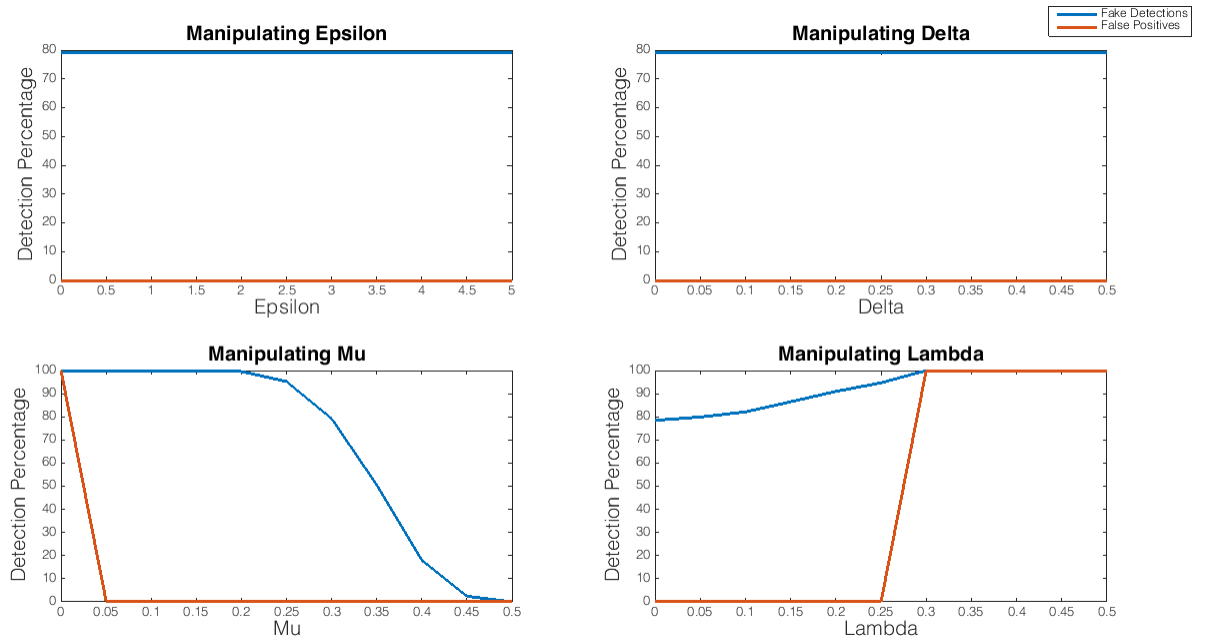 Fake Detections
False Positives
Manipulating Epsilon
Detection Percentage
80
70
60
50
40
30
20
10
0
0 0.5 1 1.5 2 2.5 3 3.5 4 4.5 5
Epsilon
Manipulating Delta
Detection Percentage
80
70
60
50
40
30
20
10
0
0 0.05 0.1 0.15 0.2 0.25 0.3 0.35 0.4 0.45 0.5
Delta
Manipulating Mu
Detection Percentage
100
90
80
70
60
50
40
30
20
10
0
0 0.05 0.1 0.15 0.2 0.25 0.3 0.35 0.4 0.45 0.5
Mu
Manipulating Lambda
Detection Percentage
100
90
80
70
60
50
40
30
20
10
0
0 0.05 0.1 0.15 0.2 0.25 0.3 0.35 0.4 0.45 0.5
Lambda